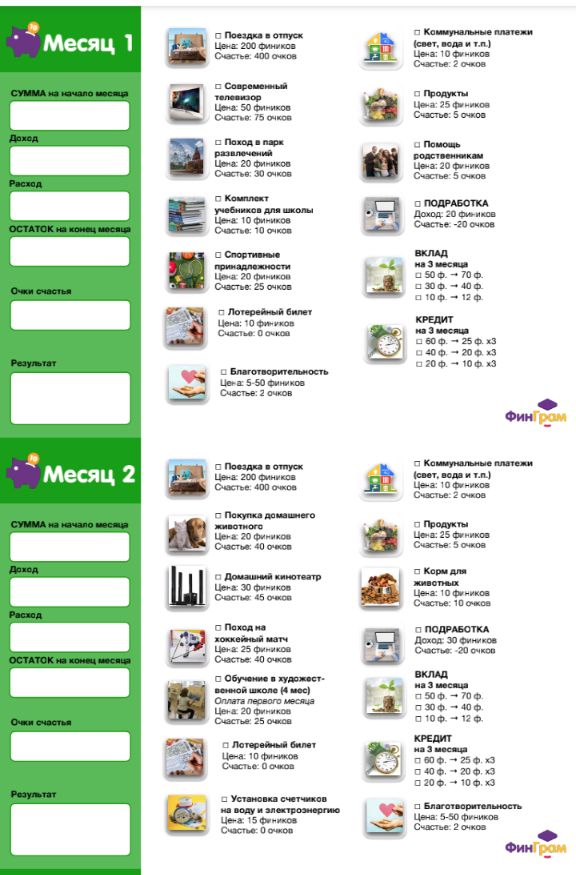 10
Месяц 1
СУММА на начало месяца
Доход
Расход
ОСТАТОК на конец месяца
Очки счастья
Результат
□ Поездка в отпуск
Цена: 200 фиников
Счастье: 400 очков
□ Современный
телевизор
Цена: 50 фиников
Счастье: 75 очков
□ Поход в парк
развлечений
Цена: 20 фиников
Счастье: 30 очков
□ Комплект
учебников для школы
Цена: 10 фиников
Счастье: 10 очков
□ Спортивные
принадлежности
Цена: 20 фиников
Счастье: 25 очков
□ Лотерейный билет
Цена: 10 фиников
Счастье: 0 очков
□ Благотворительность
Цена: 5-50 фиников
Счастье: 2 очков
□ Коммунальные платежи
(свет, вода и т.п.)
Цена: 10 фиников
Счастье: 2 очков
□ Продукты
Цена: 25 фиников
Счастье: 5 очков
□ Помощь
родственникам
Цена: 20 фиников
Счастье: 5 очков
□ ПОДРАБОТКА
Доход: 20 фиников
Счастье: -20 очков
ВКЛАД
на 3 месяца
□ 50 ф. → 70 ф.
□ 30 ф. → 40 ф.
□ 10 ф. → 12 ф.
КРЕДИТ
на 3 месяца
□ 60 ф. → 25 ф. х3
□ 40 ф. → 20 ф. х3
□ 20 ф. → 10 ф. х3
ФинГрам
10
Месяц 2
СУММА на начало месяца
Доход
Расход
ОСТАТОК на конец месяца
Очки счастья
Результат
□ Поездка в отпуск
Цена: 200 фиников
Счастье: 400 очков
□ Покупка домашнего
животного
Цена: 20 фиников
Счастье: 40 очков
□ Домашний кинотеатр
Цена: 30 фиников
Счастье: 45 очков
□ Поход на
хоккейный матч
Цена: 25 фиников
Счастье: 40 очков
□ Обучение в художест-
венной школе (4 мес)
Оплата первого месяца
Цена: 20 фиников
Счастье: 25 очков
□ Лотерейный билет
Цена: 10 фиников
Счастье: 0 очков
□ Установка счетчиков
на воду и электроэнергию
Цена: 15 фиников
Счастье: 0 очков
□ Коммунальные платежи
(свет, вода и т.п.)
Цена: 10 фиников
Счастье: 2 очков
□ Продукты
Цена: 25 фиников
Счастье: 5 очков
□ Корм для
животных
Цена: 10 фиников
Счастье: 10 очков
□ ПОДРАБОТКА
Доход: 30 фиников
Счастье: -20 очков
ВКЛАД
на 3 месяца
□ 50 ф. → 70 ф.
□ 30 ф. → 40 ф.
□ 10 ф. → 12 ф.
КРЕДИТ
на 3 месяца
□ 60 ф. → 25 ф. х3
□ 40 ф. → 20 ф. х3
□ 20 ф. → 10 ф. х3
□ Благотворительность
Цена: 5-50 фиников
Счастье: 2 очков
ФинГрам